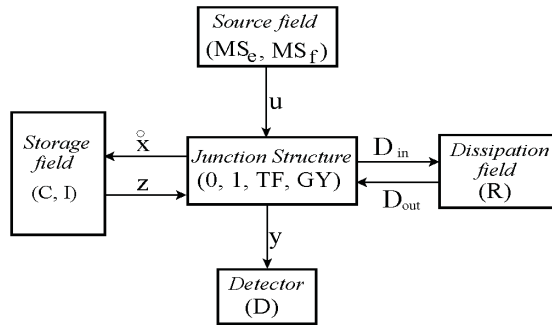 Source field
(MSe, MSf)
u
Storage
field
(C, I)
x̊
z
Junction Structure
(0, 1, TF, GY)
Din
Dout
Dissipation
field
(R)
y
Detector
(D)